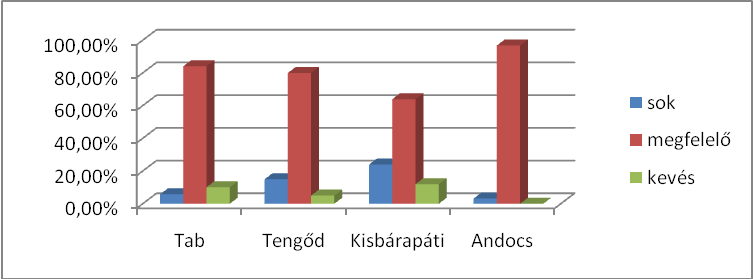 100,00%
80,00%
60,00%
40,00%
20,00%
0,00%
Tab Tengőd Kisbárapáti Andocs
sok
megfelelő
kevés